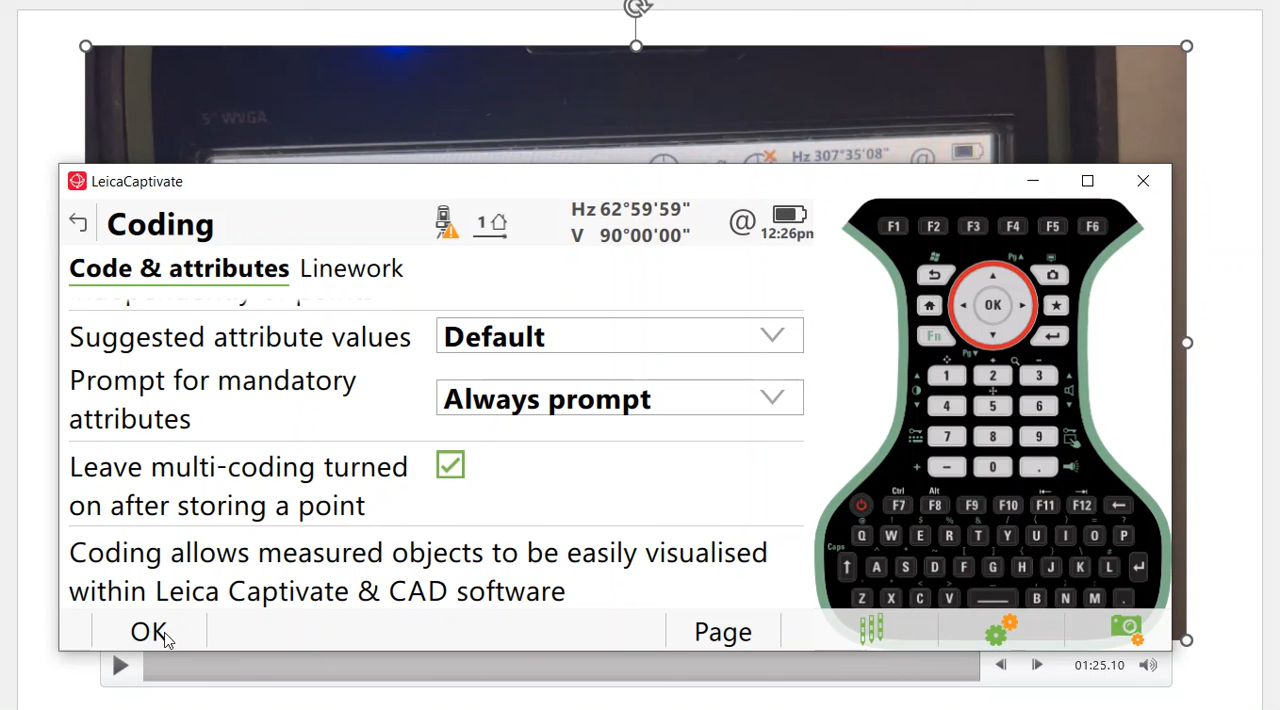 5" WVGA
Hz 307°35'08" @
LeicaCaptivate
Coding
1
Hz 62°59'59"
V 90°00'00"
@
12:26pm
Code & attributes Linework
Suggested attribute values Default
Prompt for mandatory
attributes
Always prompt
Leave multi-coding turned
on after storing a point
Coding allows measured objects to be easily visualised
within Leica Captivate & CAD software
OK Page
F1 F2 F3 F4 F5 F6
Pg
OK
Fn
Pg
1 2 3
4 5 6
7 8 9
+ - 0 .
Ctrl Alt
F7 F8 F9 F10 F11 F12
@ ! $ % & / ( ) = ?
Q W E R T Y U I O P
Caps
A S D F G H J K L
Z X C V B N M .
01:25.10